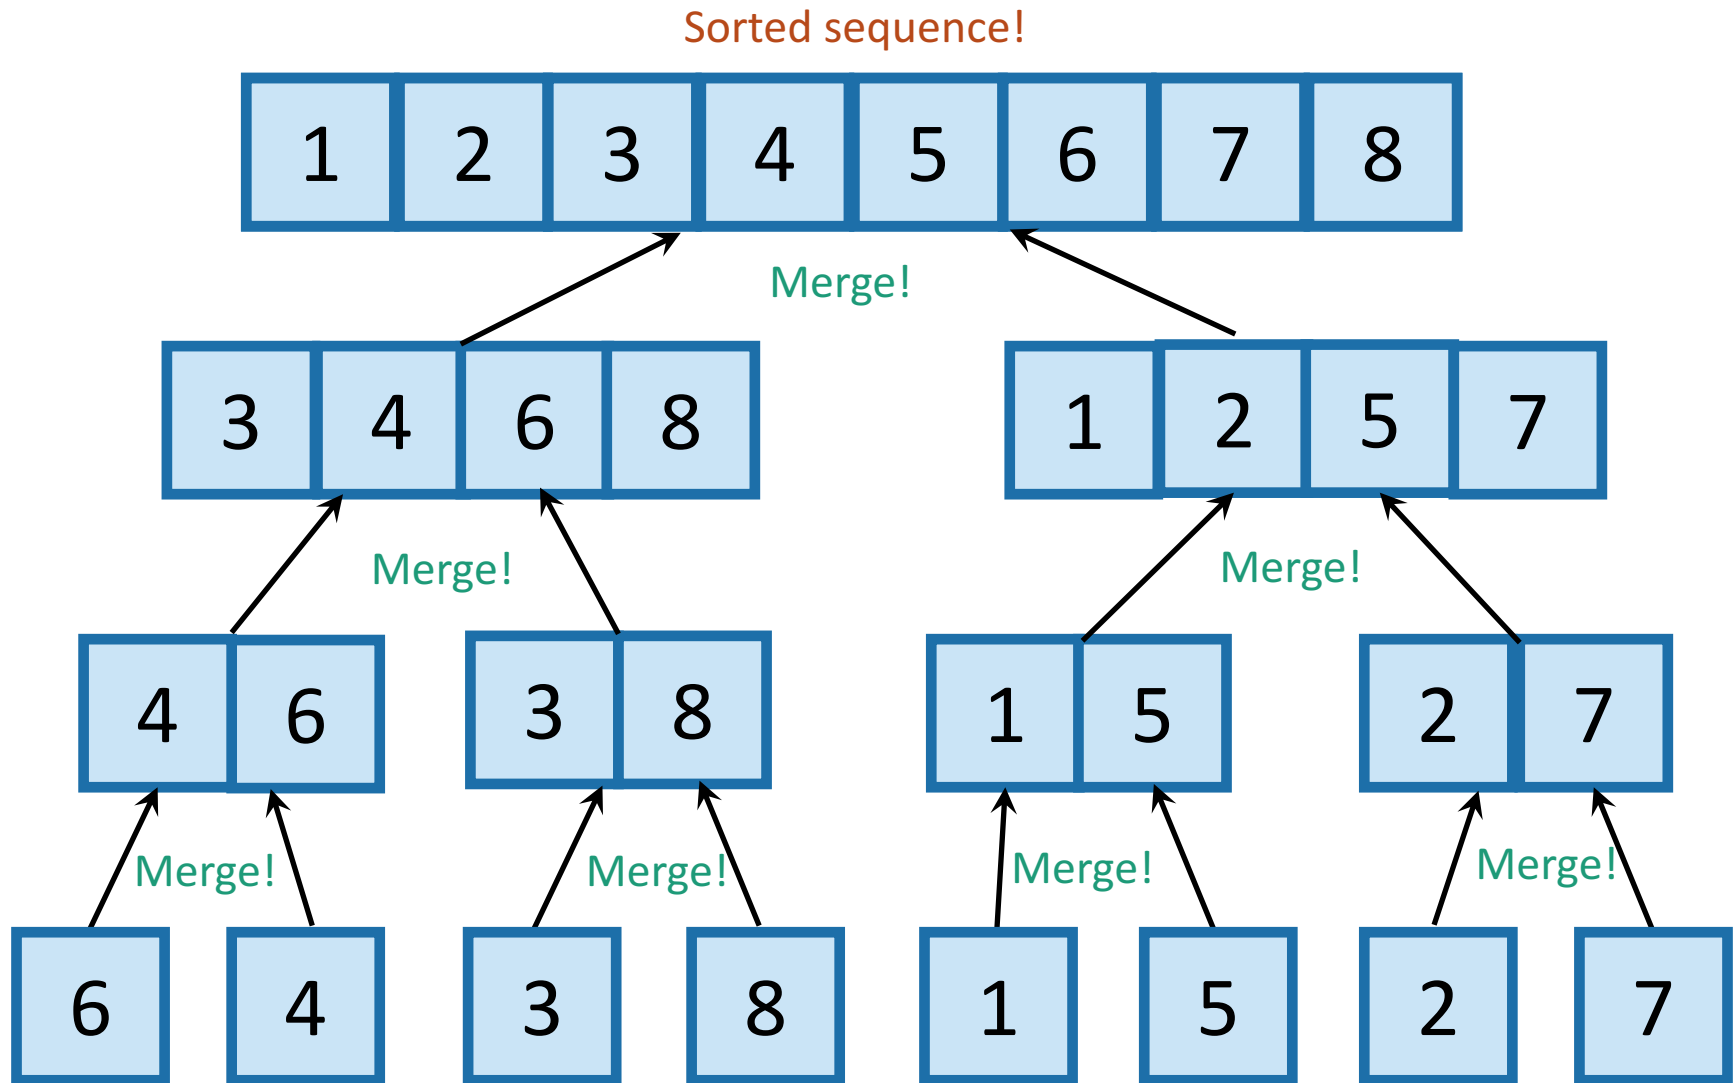 Sorted sequence!
1 2 3 4 5 6 7 8
Merge!
3 4 6 8 1 2 5 7
Merge! Merge!
4 6 3 8 1 5 2 7
Merge! Merge! Merge! Merge!
6 4 3 8 1 5 2 7